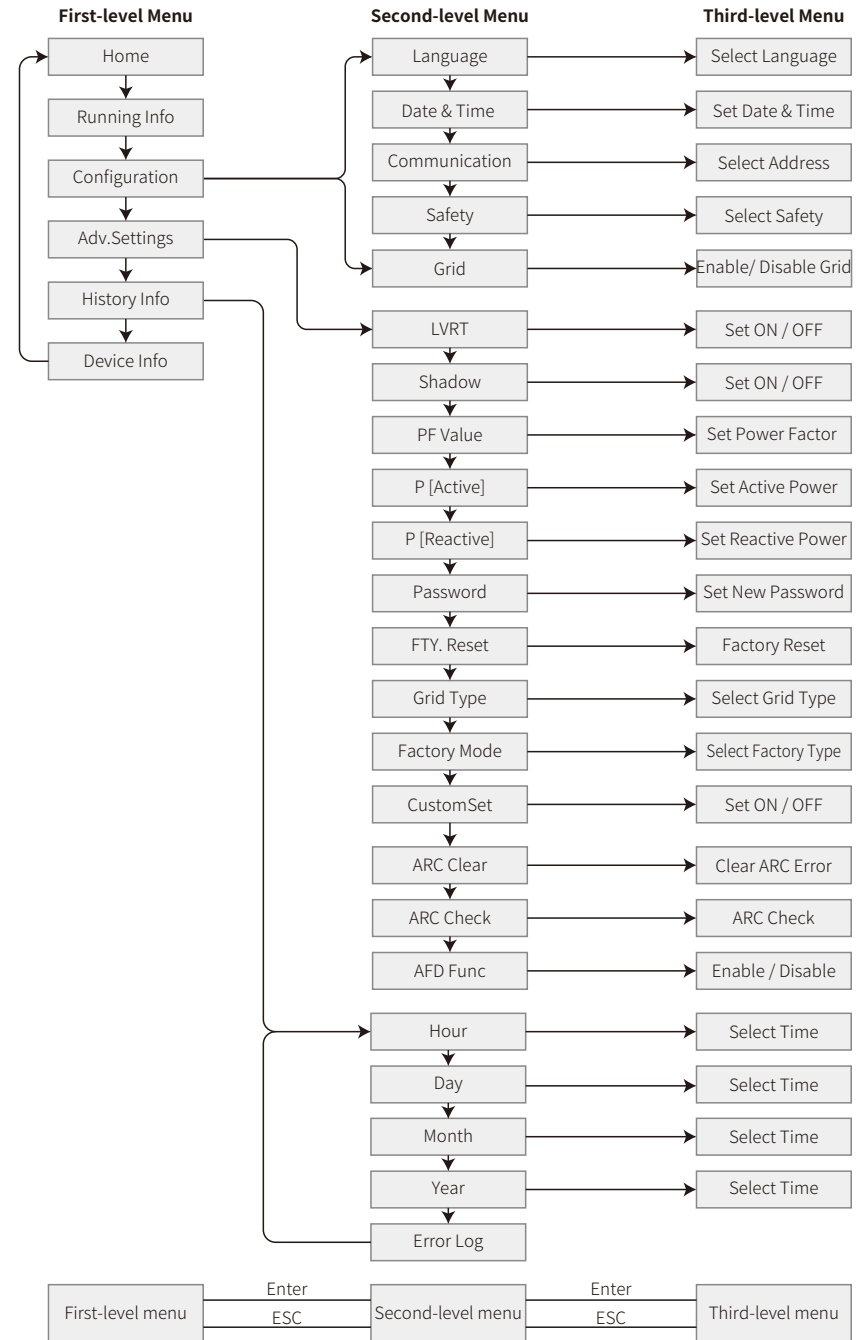 First-level Menu
Second-level Menu
Third-level Menu
Home
Running Info
Configuration
Adv.Settings
History Info
Device Info
Language
Select Language
Date & Time
Set Date & Time
Communication
Select Address
Safety
Select Safety
Grid
Enable/ Disable Grid
LVRT
Set ON / OFF
Shadow
Set ON / OFF
PF Value
Set Power Factor
P [Active]
Set Active Power
P [Reactive]
Set Reactive Power
Password
Set New Password
FTY. Reset
Factory Reset
Grid Type
Select Grid Type
Factory Mode
Select Factory Type
CustomSet
Set ON / OFF
ARC Clear
Clear ARC Error
ARC Check
ARC Check
AFD Func
Enable / Disable
Hour
Select Time
Day
Select Time
Month
Select Time
Year
Select Time
Error Log
First-level menu
Enter
ESC
Second-level menu
Enter
ESC
Third-level menu